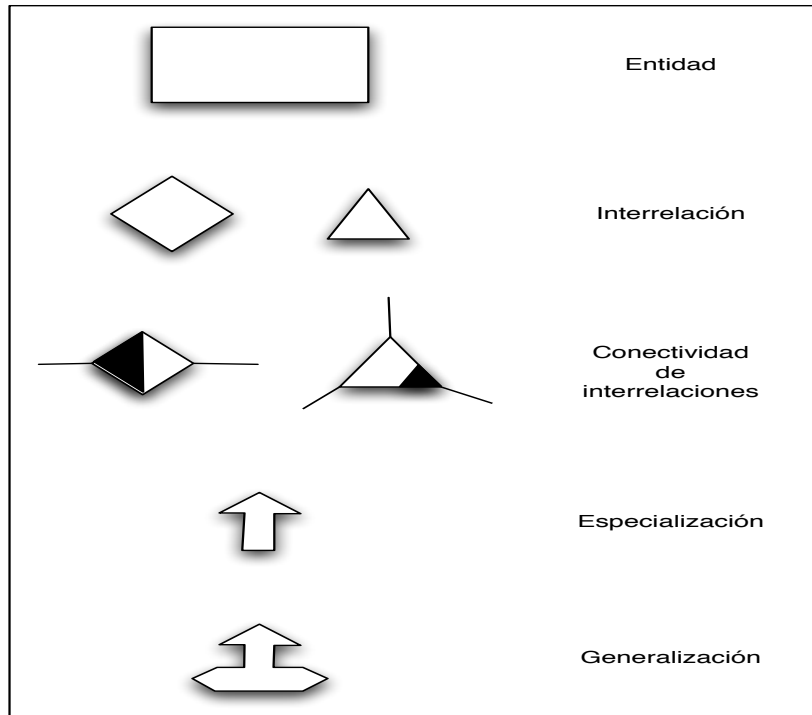 Entidad
Interrelación
Conectividad
de
interrelaciones
Especialización
Generalización